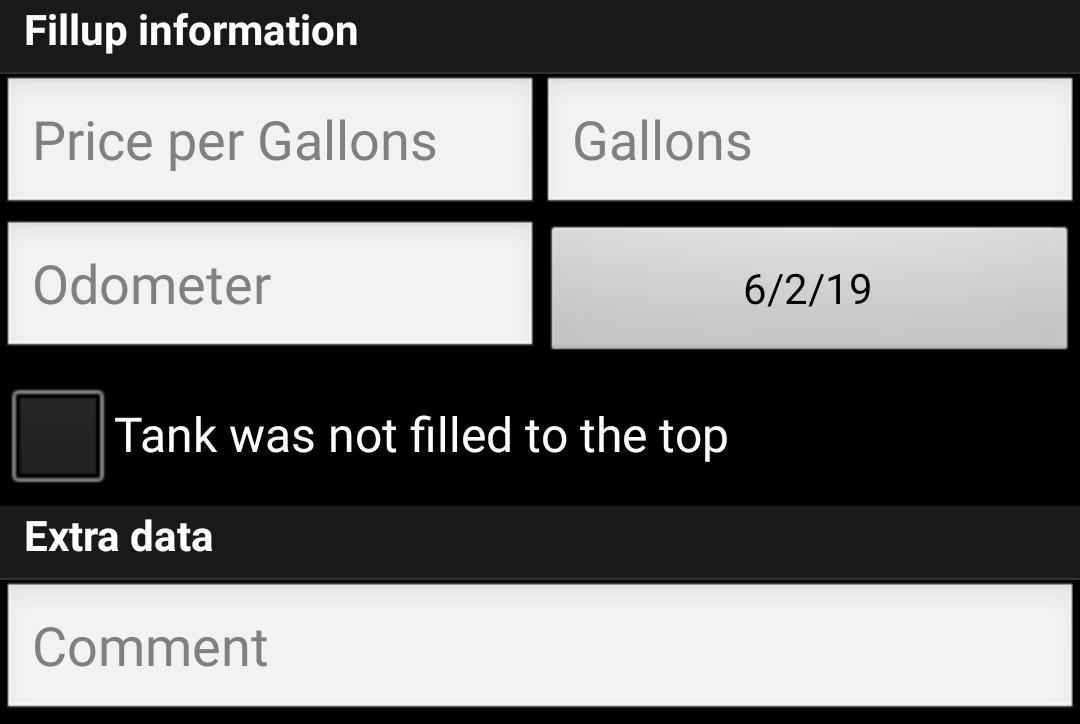 Fillup information
Price per Gallons
Gallons
Odometer
6/2/19
Tank was not filled to the top
Extra data
Comment